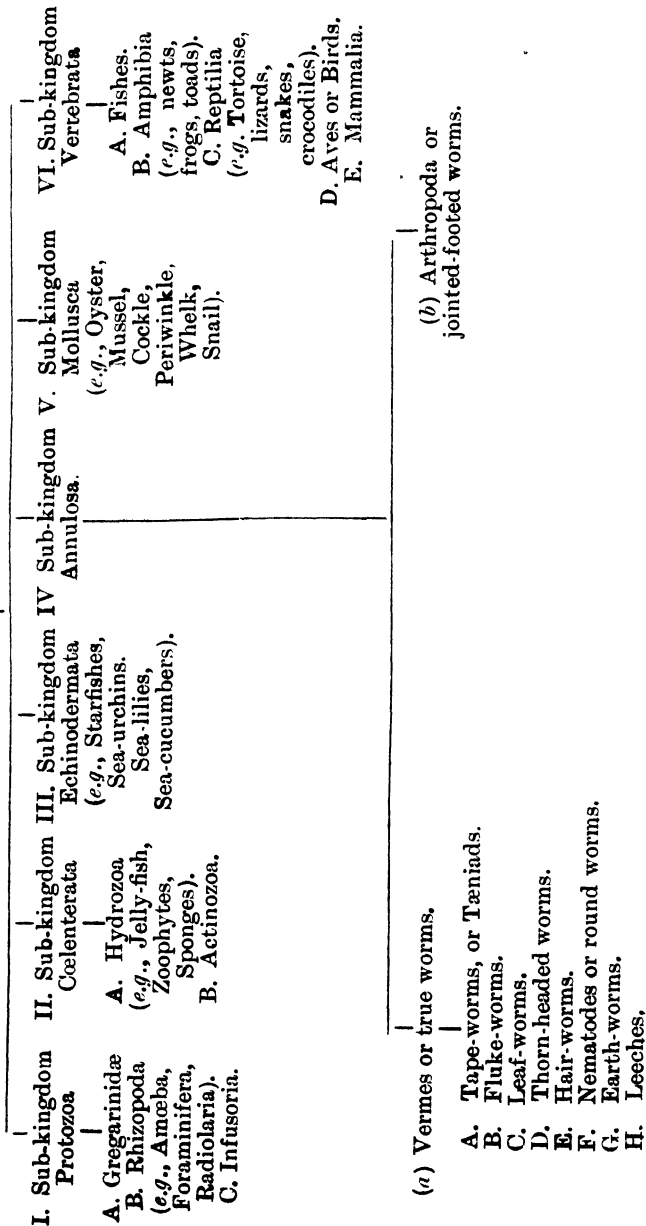 I. Sub-kingdom
Protozoa
A. Gregarinidæ
B. Rhizopoda
(e.g., Amœba,
Foraminifera,
Radiolaria).
C. Infusoria.
II. Sub-kingdom
Cœlenterata
A. Hydrozoa
(e.g., Jelly-fish,
Zoophytes,
Sponges).
B. Actinozoa.
III. Sub-kingdom
Echinodermata
(e.g., Starfishes,
Sea-urchins.
Sea-lilies,
Sea-cucumbers).
IV Sub-kingdom
Annulosa.
V. Sub-kingdom
Mollusca
(e.g., Oyster,
Mussel,
Cockle,
Periwinkle,
Whelk,
Snail).
VI. Sub-kingdom
Vertebrata
A. Fishes.
B. Amphibia
(e.g., newts,
frogs, toads).
C. Reptilia
(e.g. Tortoise,
lizards,
snakes,
crocodiles).
D. Aves or Birds.
E. Mammalia.
(a) Vermes or true worms.
A. Tape-worms, or Tæniads.
B. Fluke-worms.
C. Leaf-worms.
D. Thorn-headed worms.
E. Hair-worms.
F. Nematodes or round worms.
G. Earth-worms.
H. Leeches.
(b) Arthropoda or
jointed-footed worms.